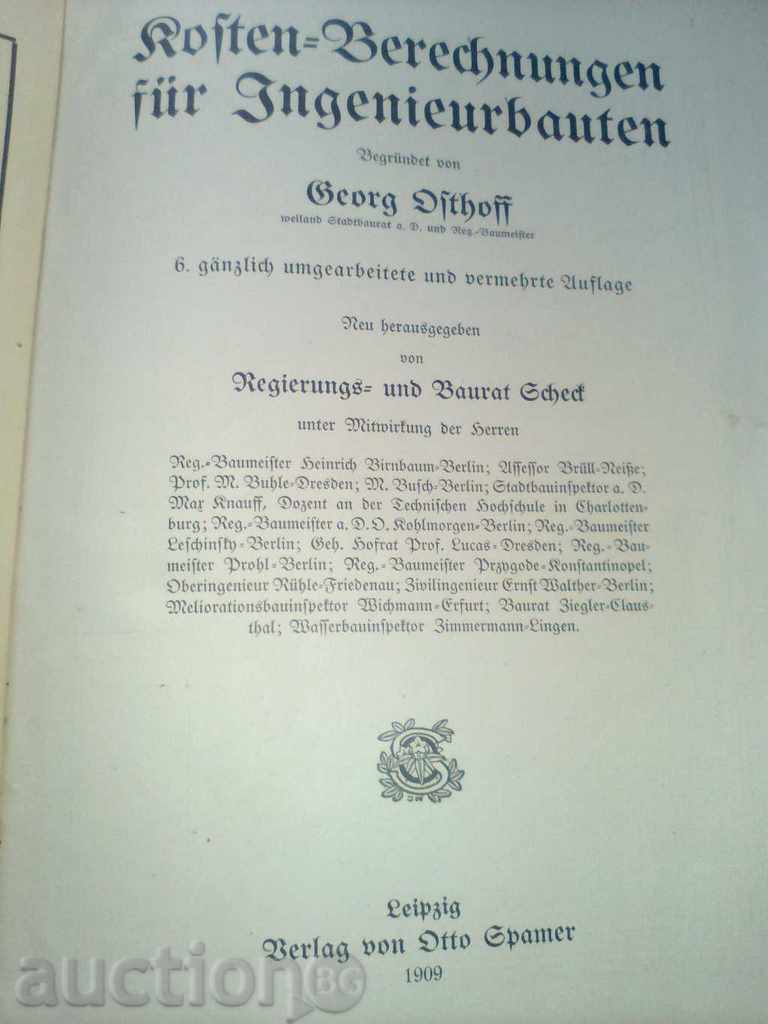 Kosten-Berechnungen
für Ingenieurbauten
Begründet von
Georg Osthoff
weiland Stadtbaurat a. D. und Reg.-Baumeister
6. gänzlich umgearbeitete und vermehrte Auflage
Neu herausgegeben
von
Regierungs- und Baurat Scheck
unter Mitwirkung der Herren
Reg.-Baumeister Heinrich Birnbaum-Berlin; Assessor Brüll-Neiße;
Prof. M. Buhle-Dresden; M. Busch-Berlin; Stadtbauinspektor a. D.
Max Knauff, Dozent an der Technischen Hochschule in Charlotten-
burg; Reg.-Baumeister a. D. O. Kohlmorgen-Berlin; Reg.-Baumeister
Leschinsky-Berlin; Geh. Hofrat Prof. Lucas-Dresden; Reg.-Bau-
meister Prohl-Berlin; Reg.-Baumeister Przygode-Konstantinopel;
Oberingenieur Rühle-Friedenau; Zivilingenieur Ernst Walther-Berlin;
Meliorationsbauinspektor Wichmann-Erfurt; Baurat Ziegler-Claus-
thal; Wasserbauinspektor Zimmermann-Lingen.
Leipzig
Verlag von Otto Spamer
1909
auction BG